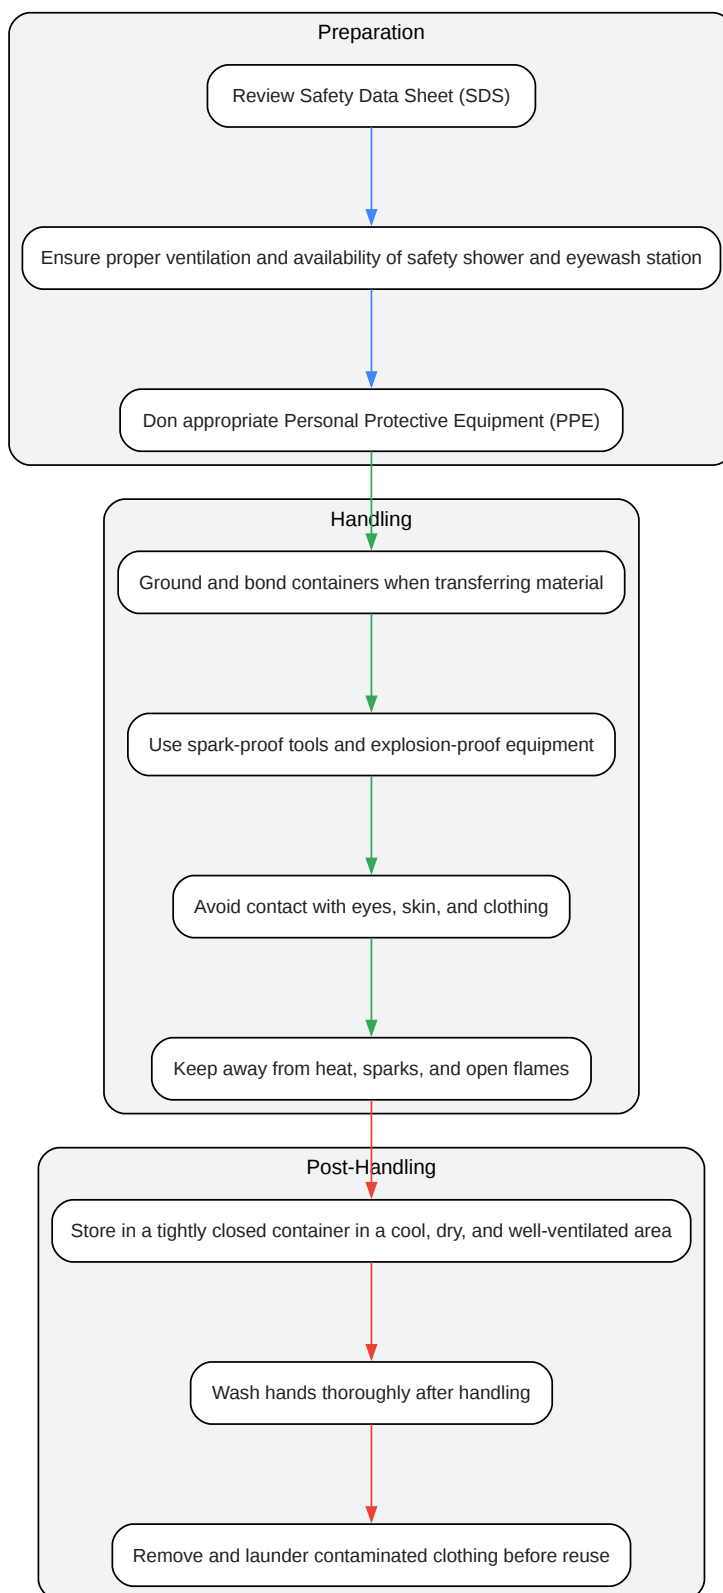 Preparation
Review Safety Data Sheet (SDS)
Ensure proper ventilation and availability of safety shower and eyewash station
Don appropriate Personal Protective Equipment (PPE)
Handling
Ground and bond containers when transferring material
Use spark-proof tools and explosion-proof equipment
Avoid contact with eyes, skin, and clothing
Keep away from heat, sparks, and open flames
Post-Handling
Store in a tightly closed container in a cool, dry, and well-ventilated area
Wash hands thoroughly after handling
Remove and launder contaminated clothing before reuse